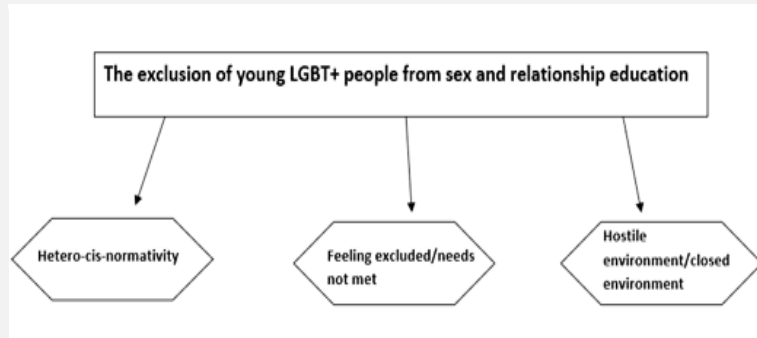 The exclusion of young LGBT+ people from sex and relationship education
Hetero-cis-normativity
Feeling excluded/needs
not met
Hostile
environment/closed
environment